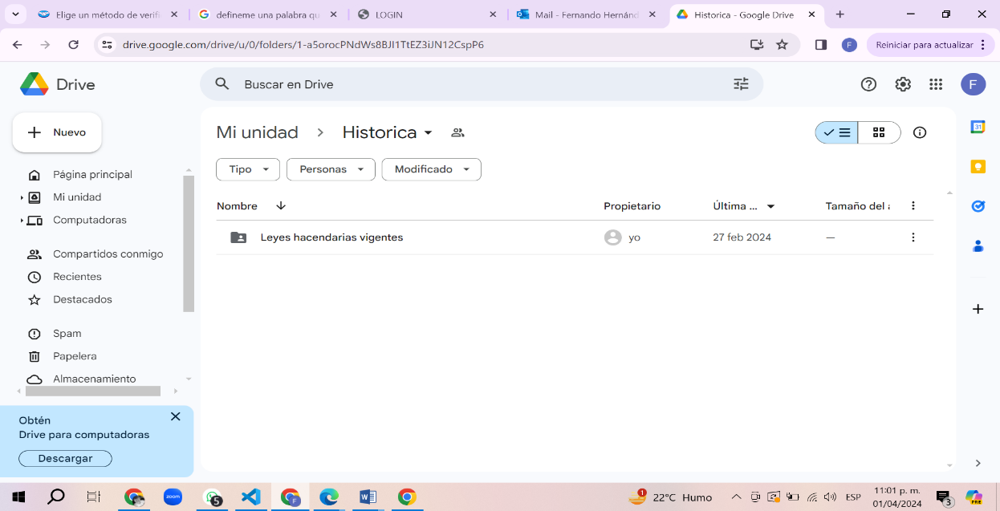 Elige un método de verifi
defineme una palabra qu
LOGIN
Mail - Fernando Hernánd
Historica - Google Drive
drive.google.com/drive/u/0/folders/1-a5orocPNdWs8BJI1TtEZ3iJN12CspP6
F
Reiniciar para actualizar
Drive
Buscar en Drive
F
Nuevo
Mi unidad > Historica
31
Tipo
Personas
Modificado
Página principal
Mi unidad
Computadoras
Compartidos conmigo
Recientes
Destacados
Spam
Papelera
Almacenamiento
Nombre
Propietario
Última ...
Tamaño del a
Leyes hacendarias vigentes
yo
27 feb 2024
—
Obtén
Drive para computadoras
Descargar
zoom
5
F
W
1
22°C Humo
ESP
11:01 p. m.
01/04/2024
3
PRE